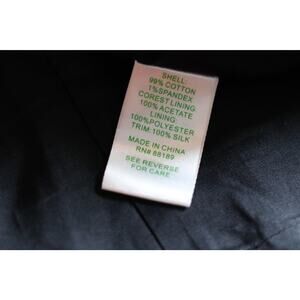 SHELL:
99% COTTON
1% SPANDEX
COREST LINING
100% ACETATE
LINING:
100%POLYESTER
TRIM:100% SILK
MADE IN CHINA
RN# 88189
SEE REVERSE
FOR CARE